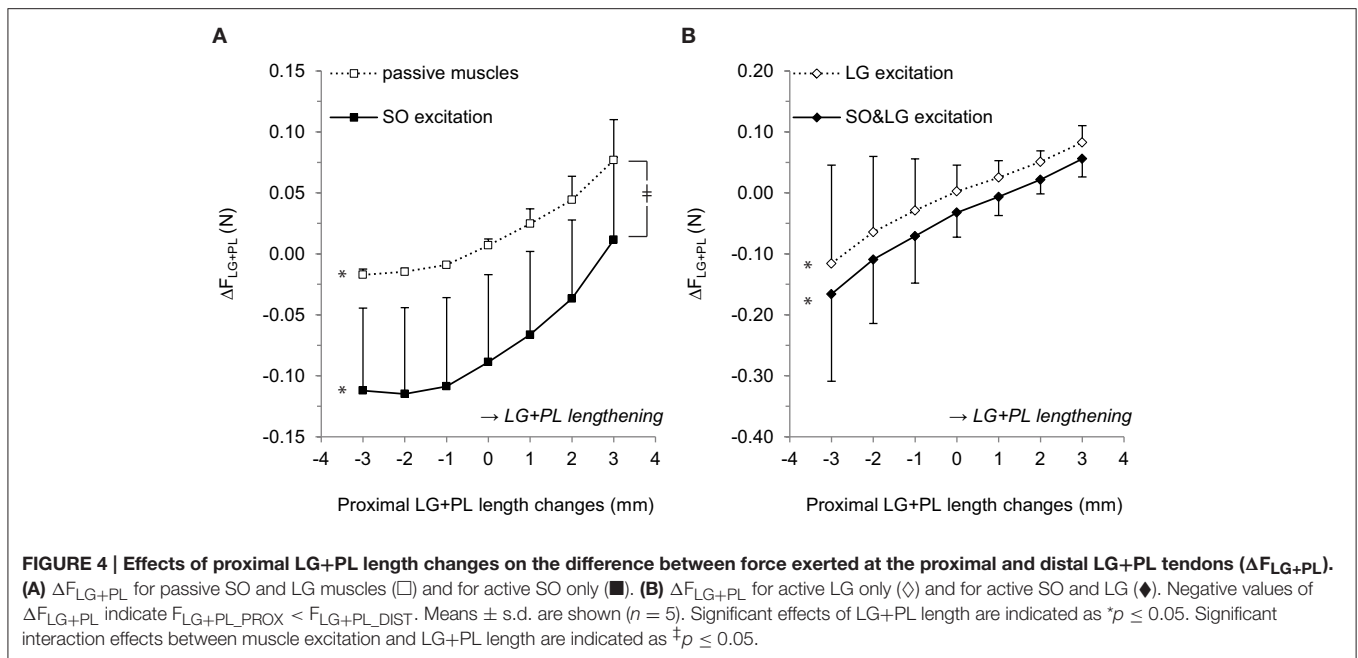 A
0.15
0.10
0.05
0.00
-0.05
-0.10
-0.15
-4 -3 -2 -1 0 1 2 3 4
ΔF_LG+PL (N)
passive muscles
SO excitation
*
*
‡
→ LG+PL lengthening
Proximal LG+PL length changes (mm)
B
0.20
0.10
0.00
-0.10
-0.20
-0.30
-0.40
-4 -3 -2 -1 0 1 2 3 4
ΔF_LG+PL (N)
LG excitation
SO&LG excitation
*
*
→ LG+PL lengthening
Proximal LG+PL length changes (mm)
FIGURE 4 | Effects of proximal LG+PL length changes on the difference between force exerted at the proximal and distal LG+PL tendons (ΔF_LG+PL).
(A) ΔF_LG+PL for passive SO and LG muscles (□) and for active SO only (■). (B) ΔF_LG+PL for active LG only (◇) and for active SO and LG (◆). Negative values of
ΔF_LG+PL indicate F_LG+PL_PROX < F_LG+PL_DIST. Means ± s.d. are shown (n = 5). Significant effects of LG+PL length are indicated as *p ≤ 0.05. Significant
interaction effects between muscle excitation and LG+PL length are indicated as ‡p ≤ 0.05.